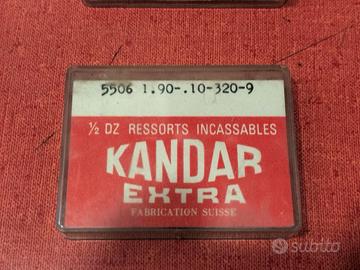 5506 1.90-.10-320-9
½ DZ RESSORTS INCASSABLES
KANDAR
EXTRA
FABRICATION SUISSE
subito